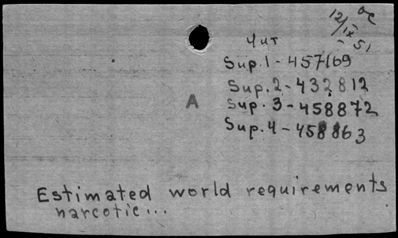 12/IX-51
Чит
Sup. 1 - 457169
Sup. 2 - 432812
Sup. 3 - 458872
Sup. 4 - 458863
A
Estimated world requirements
narcotic...